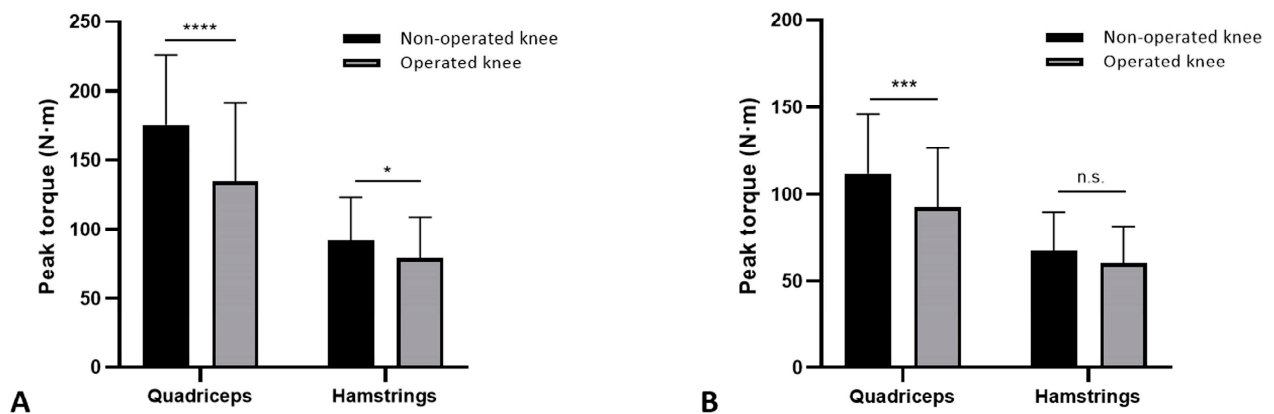 250
200
150
100
50
0
Peak torque (N·m)
****
*
Non-operated knee
Operated knee
Quadriceps
Hamstrings
A
200
150
100
50
0
Peak torque (N·m)
***
n.s.
Non-operated knee
Operated knee
Quadriceps
Hamstrings
B